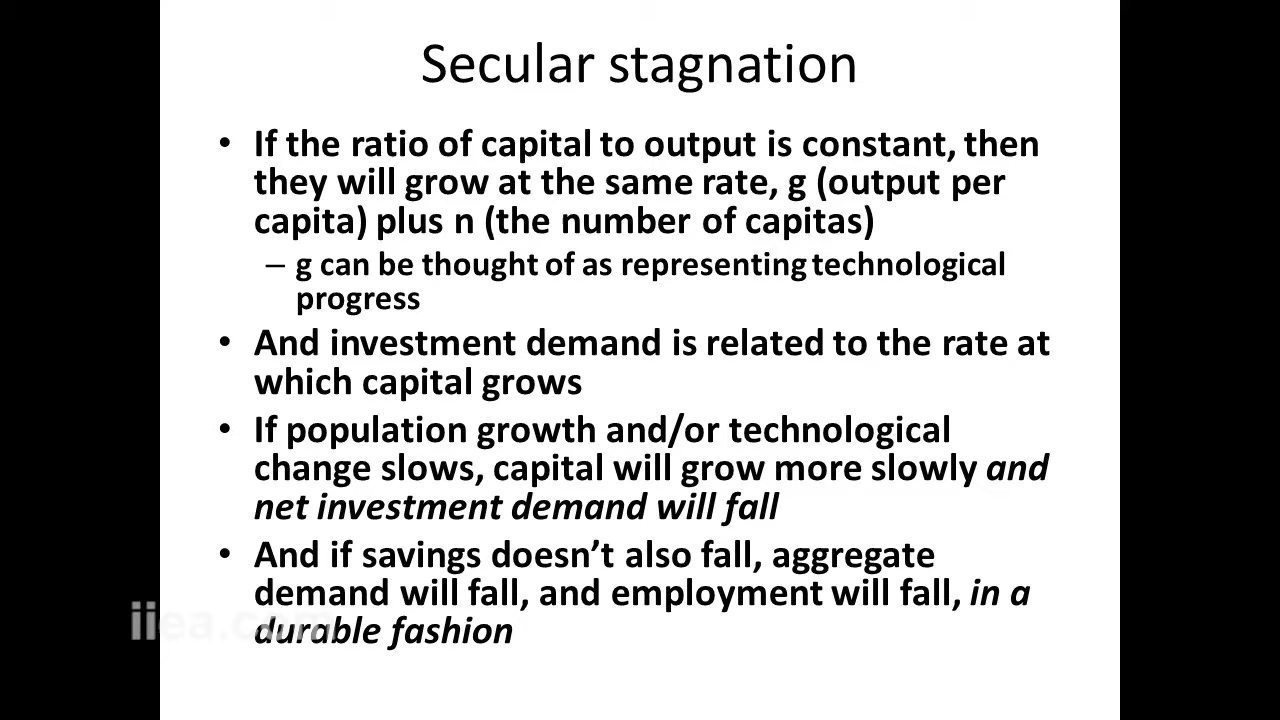 Secular stagnation
• If the ratio of capital to output is constant, then
they will grow at the same rate, g (output per
capita) plus n (the number of capitas)
– g can be thought of as representing technological
progress
• And investment demand is related to the rate at
which capital grows
• If population growth and/or technological
change slows, capital will grow more slowly and
net investment demand will fall
• And if savings doesn’t also fall, aggregate
demand will fall, and employment will fall, in a
durable fashion
iiea.com